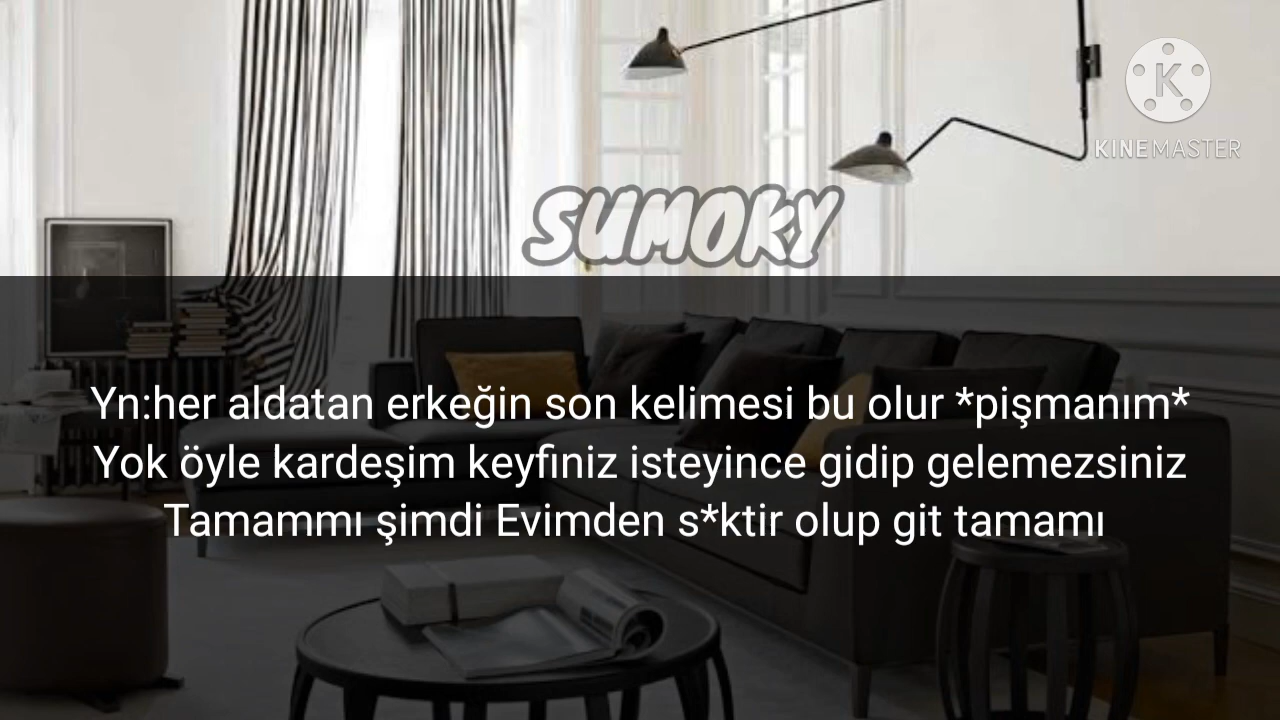 K
KINEMASTER
SUMOKY
Yn:her aldatan erkeğin son kelimesi bu olur *pişmanım*
Yok öyle kardeşim keyfiniz isteyince gidip gelemezsiniz
Tamammı şimdi Evimden s*ktir olup git tamamı